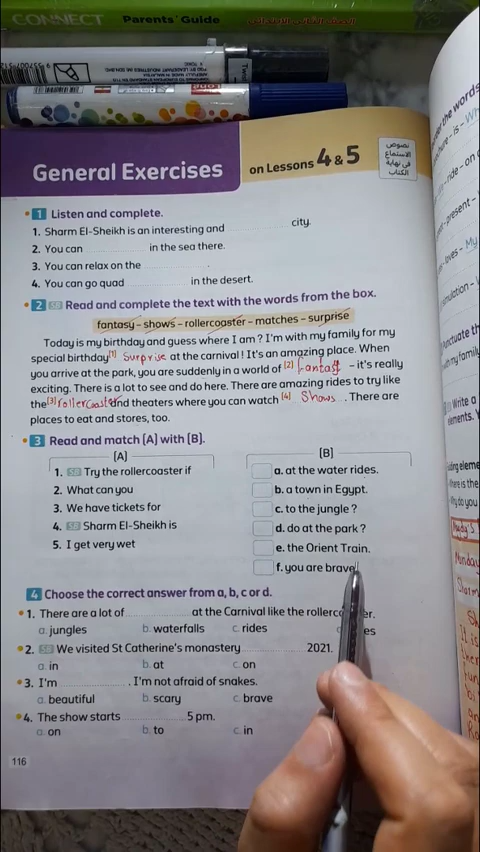 CONNECT Parents' Guide
General Exercises on Lessons 4 & 5
نصوص
الاستماع
فى نهاية
الكتاب
1 Listen and complete.
1. Sharm El-Sheikh is an interesting and city.
2. You can in the sea there.
3. You can relax on the .
4. You can go quad in the desert.
2 SB Read and complete the text with the words from the box.
fantasy – shows – rollercoaster – matches – surprise
Today is my birthday and guess where I am? I'm with my family for my
special birthday (1) Surprise at the carnival! It's an amazing place. When
you arrive at the park, you are suddenly in a world of (2) fantasy – it's really
exciting. There is a lot to see and do here. There are amazing rides to try like
the (3) rollercoaster and theaters where you can watch (4) Shows. There are
places to eat and stores, too.
3 Read and match (A) with (B).
(A)
1. SB Try the rollercoaster if
2. What can you
3. We have tickets for
4. SB Sharm El-Sheikh is
5. I get very wet
(B)
a. at the water rides.
b. a town in Egypt.
c. to the jungle?
d. do at the park?
e. the Orient Train.
f. you are brave
4 Choose the correct answer from a, b, c or d.
1. There are a lot of at the Carnival like the rollerc er.
a. jungles b. waterfalls c. rides es
2. SB We visited St Catherine's monastery 2021.
a. in b. at c. on
3. I'm . I'm not afraid of snakes.
a. beautiful b. scary c. brave
4. The show starts 5 pm.
a. on b. to c. in
116